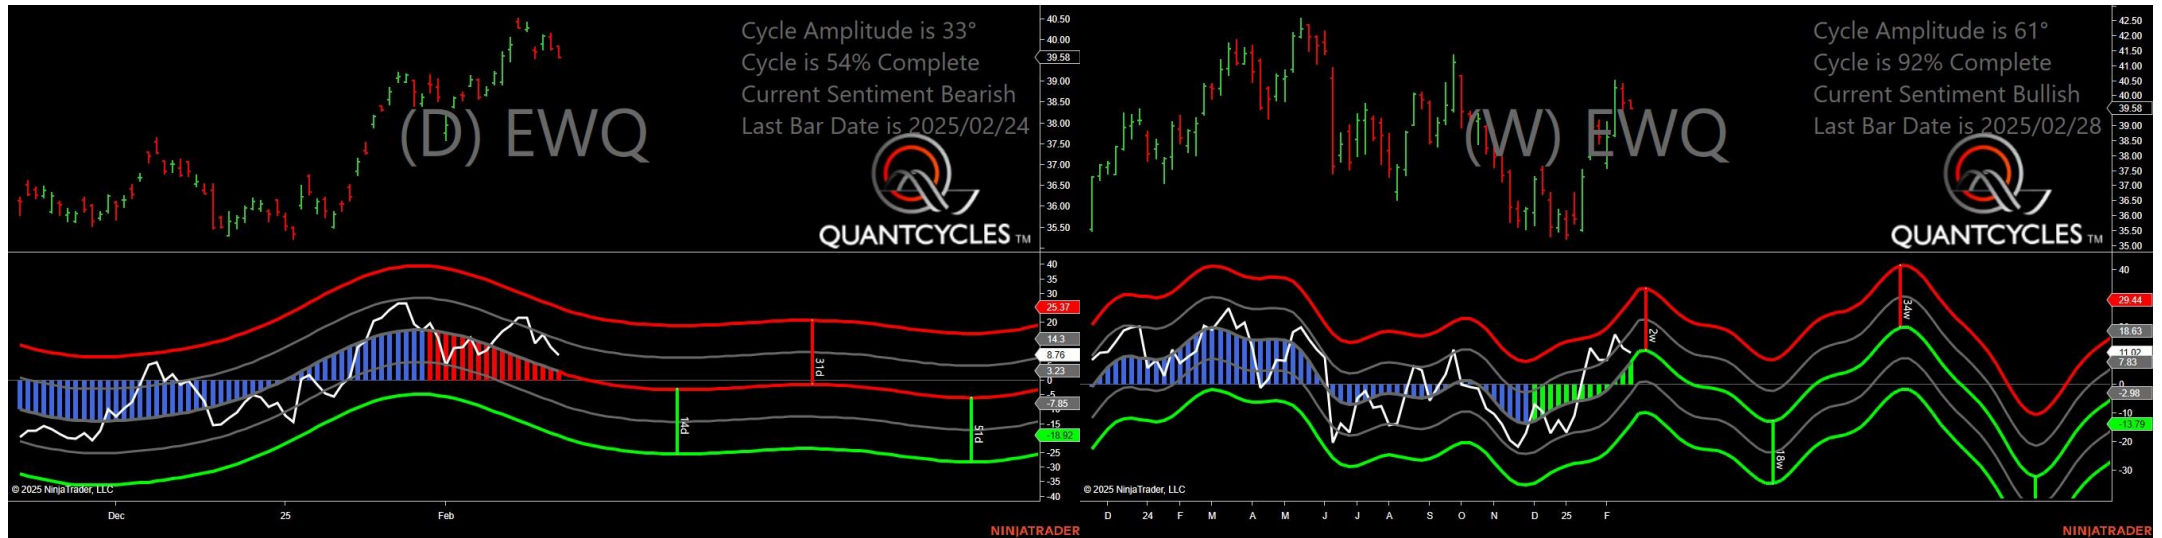 Cycle Amplitude is 33°
Cycle is 54% Complete
Current Sentiment Bearish
Last Bar Date is 2025/02/24
(D) EWQ
QUANTCYCLES TM
40.50
40.00
39.58
39.00
38.50
38.00
37.50
37.00
36.50
36.00
35.50
40
35
30
25.37
20
14.3
8.76
5
3.23
0
-5
-7.85
-15
-18.92
-25
-30
-35
-40
31d
14d
51d
© 2025 NinjaTrader, LLC
Dec
25
Feb
NINJATRADER
Cycle Amplitude is 61°
Cycle is 92% Complete
Current Sentiment Bullish
Last Bar Date is 2025/02/28
(W) EWQ
QUANTCYCLES TM
42.50
42.00
41.50
41.00
40.50
40.00
39.58
39.00
38.50
38.00
37.50
37.00
36.50
36.00
35.50
35.00
40
29.44
18.63
11.02
7.83
0
-2.98
-10
-13.79
-20
-30
2w
34w
18w
© 2025 NinjaTrader, LLC
D
24
F
M
A
M
J
J
A
S
O
N
D
25
F
NINJATRADER